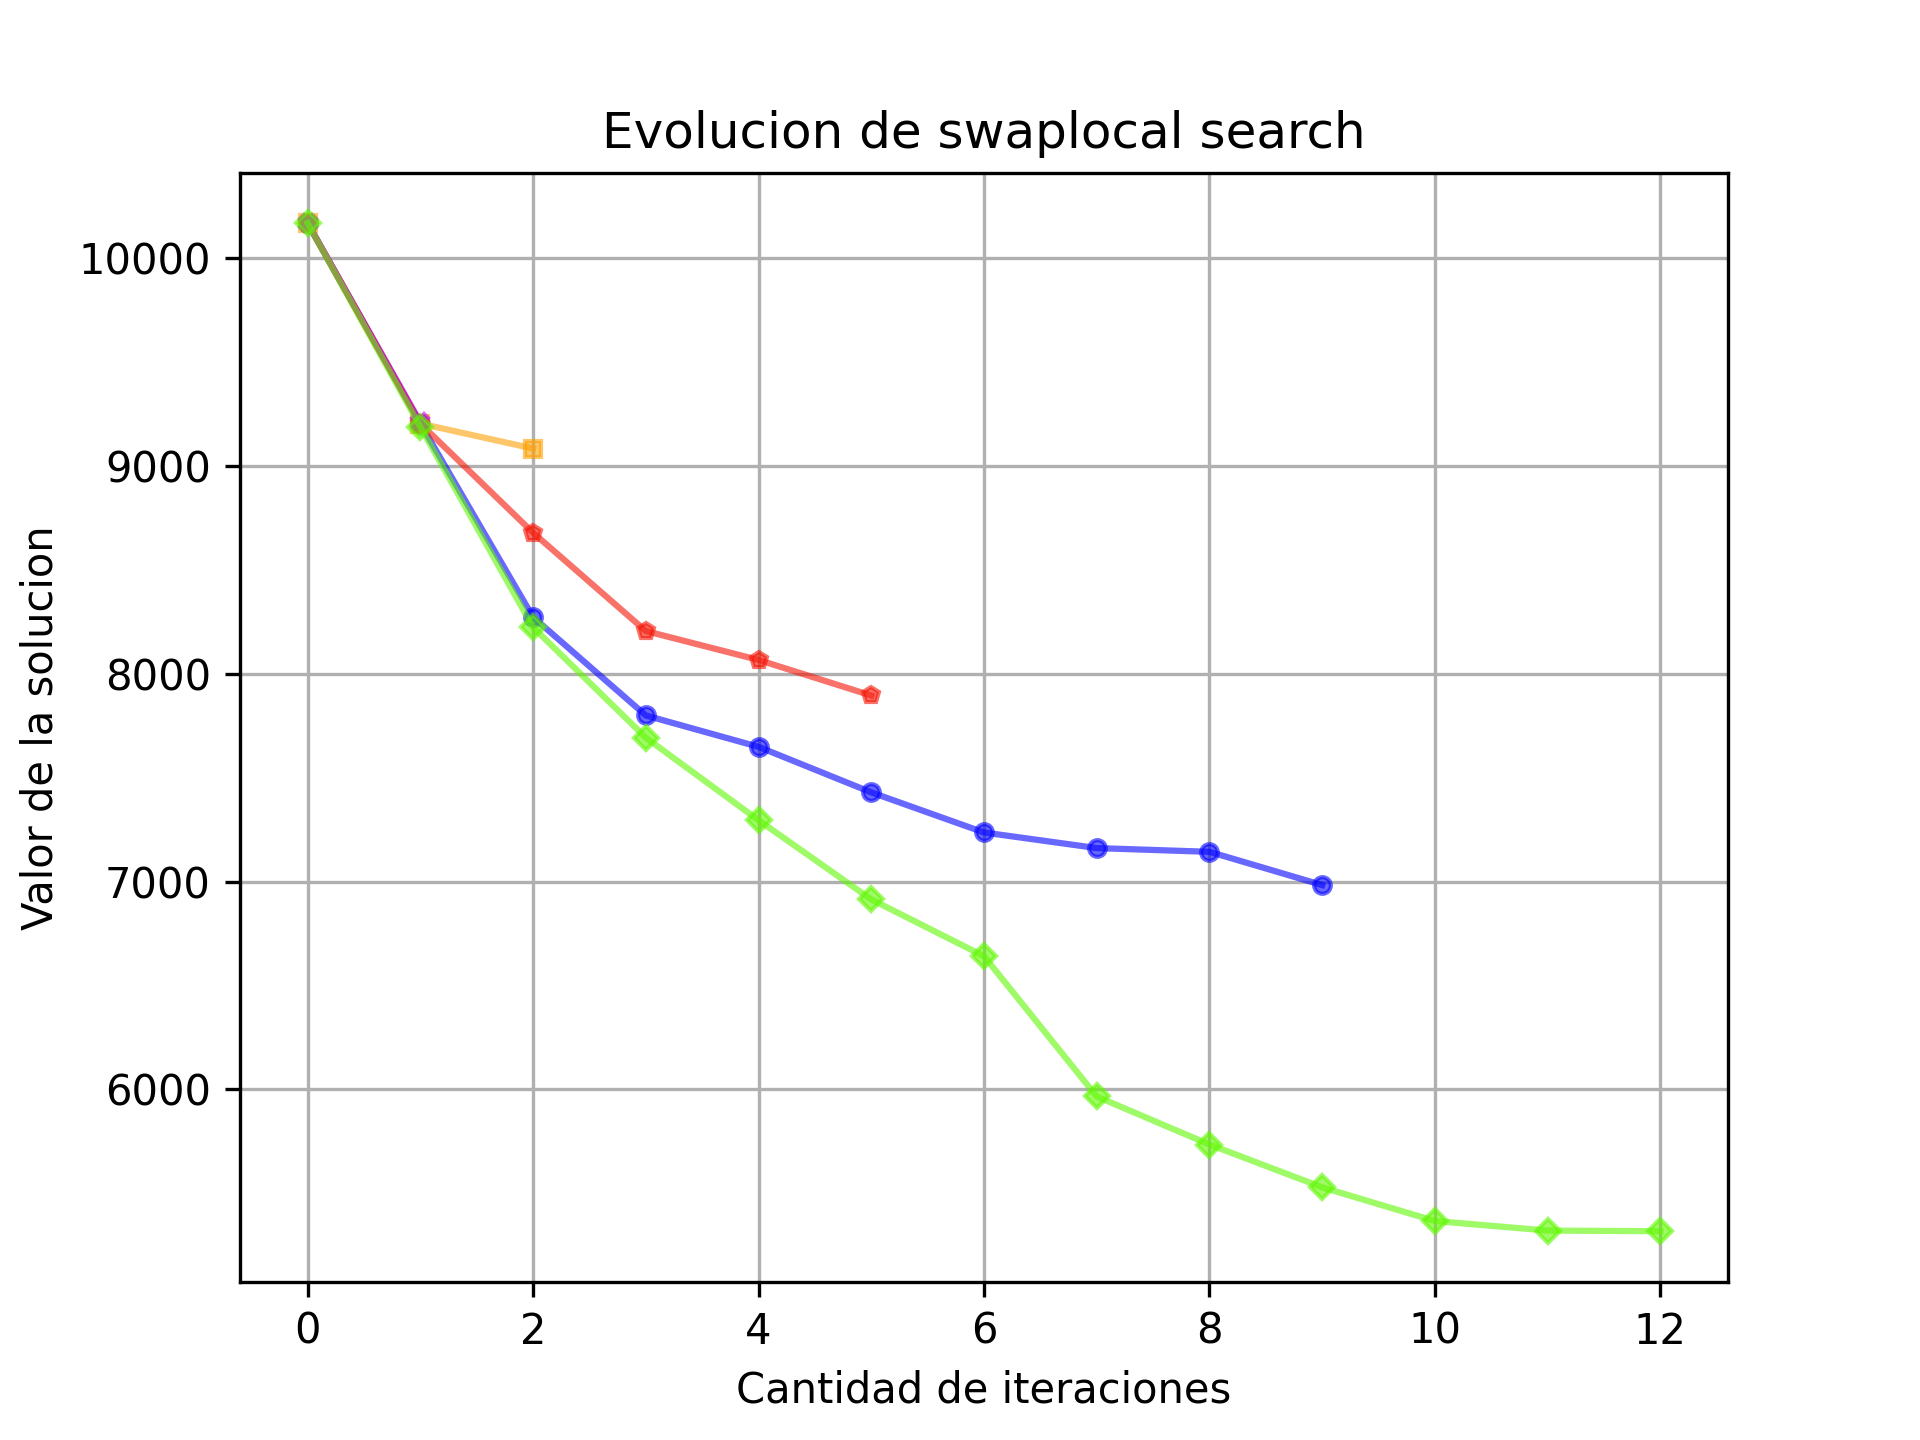 Evolucion de swaplocal search
Valor de la solucion
10000
9000
8000
7000
6000
0 2 4 6 8 10 12
Cantidad de iteraciones